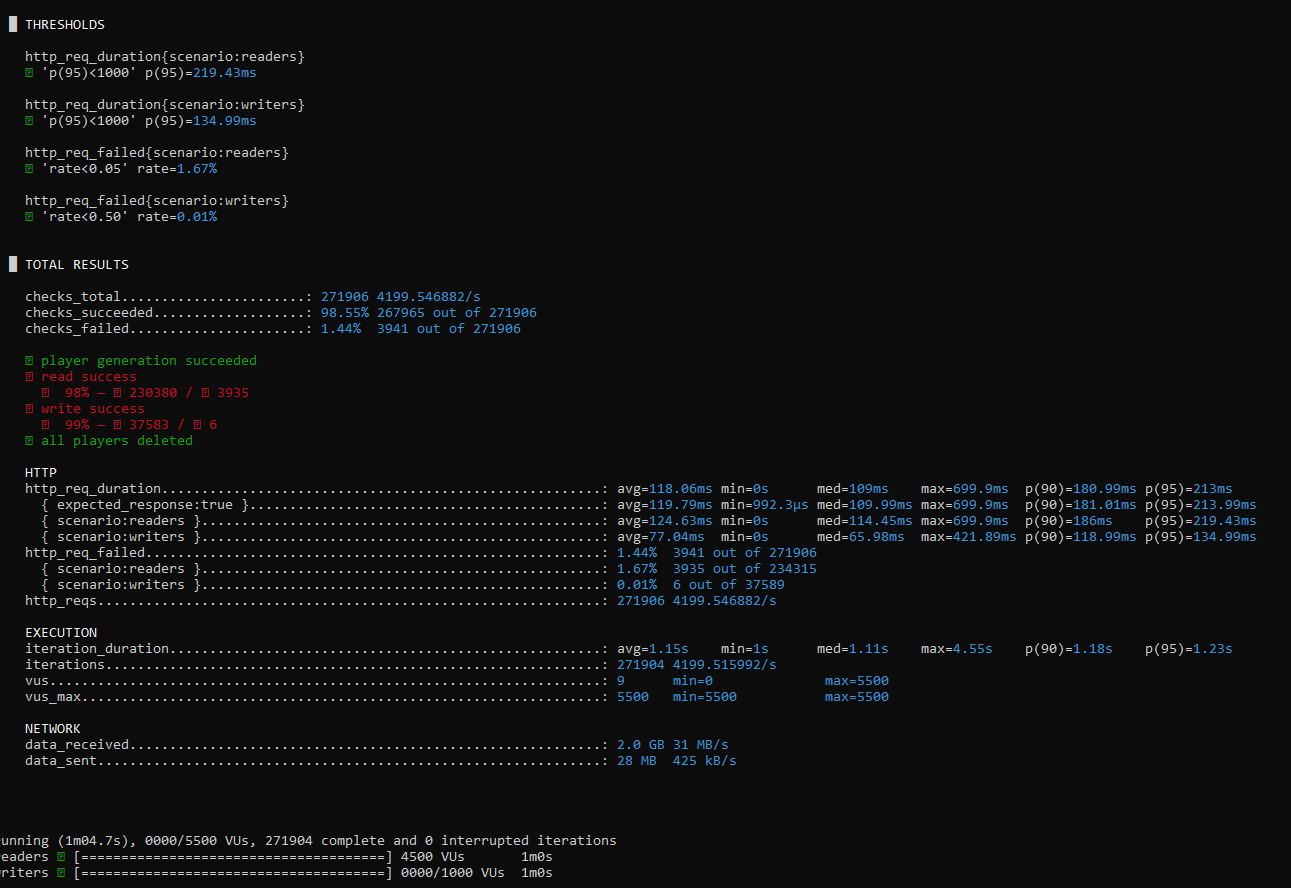 THRESHOLDS
http_req_duration{scenario:readers}
'p(95)<1000' p(95)=219.43ms
http_req_duration{scenario:writers}
'p(95)<1000' p(95)=134.99ms
http_req_failed{scenario:readers}
'rate<0.05' rate=1.67%
http_req_failed{scenario:writers}
'rate<0.50' rate=0.01%
TOTAL RESULTS
checks_total.......................: 271906 4199.546882/s
checks_succeeded...................: 98.55% 267965 out of 271906
checks_failed......................: 1.44%  3941 out of 271906
player generation succeeded
read success
98% — 230380 / 3935
write success
99% — 37583 / 6
all players deleted
HTTP
http_req_duration.......................................................: avg=118.06ms min=0s      med=109ms    max=699.9ms  p(90)=180.99ms p(95)=213ms
{ expected_response:true }............................................: avg=119.79ms min=992.3µs med=109.99ms max=699.9ms  p(90)=181.01ms p(95)=213.99ms
{ scenario:readers }..................................................: avg=124.63ms min=0s      med=114.45ms max=699.9ms  p(90)=186ms    p(95)=219.43ms
{ scenario:writers }..................................................: avg=77.04ms  min=0s      med=65.98ms  max=421.89ms p(90)=118.99ms p(95)=134.99ms
http_req_failed.........................................................: 1.44%  3941 out of 271906
{ scenario:readers }..................................................: 1.67%  3935 out of 234315
{ scenario:writers }..................................................: 0.01%  6 out of 37589
http_reqs...............................................................: 271906 4199.546882/s
EXECUTION
iteration_duration......................................................: avg=1.15s    min=1s      med=1.11s    max=4.55s    p(90)=1.18s    p(95)=1.23s
iterations..............................................................: 271904 4199.515992/s
vus.....................................................................: 9      min=0              max=5500
vus_max.................................................................: 5500   min=5500           max=5500
NETWORK
data_received...........................................................: 2.0 GB 31 MB/s
data_sent...............................................................: 28 MB  425 kB/s
unning (1m04.7s), 0000/5500 VUs, 271904 complete and 0 interrupted iterations
eaders [======================================] 4500 VUs      1m0s
riters [======================================] 0000/1000 VUs  1m0s